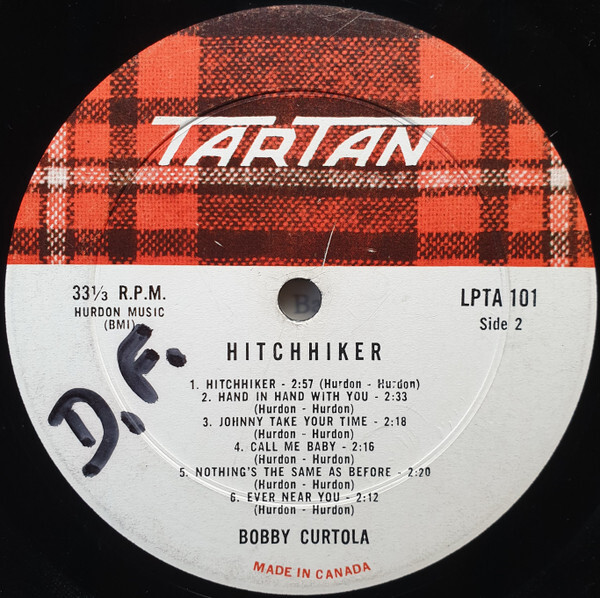 TARTAN
33⅓ R.P.M.
HURDON MUSIC
(BMI)
LPTA 101
Side 2
D.F.
HITCHHIKER
1. HITCHHIKER - 2:57 (Hurdon - Hurdon)
2. HAND IN HAND WITH YOU - 2:33
(Hurdon - Hurdon)
3. JOHNNY TAKE YOUR TIME - 2:18
(Hurdon - Hurdon)
4. CALL ME BABY - 2:16
(Hurdon - Hurdon)
5. NOTHING'S THE SAME AS BEFORE - 2:20
(Hurdon - Hurdon)
6. EVER NEAR YOU - 2:12
(Hurdon - Hurdon)
BOBBY CURTOLA
MADE IN CANADA